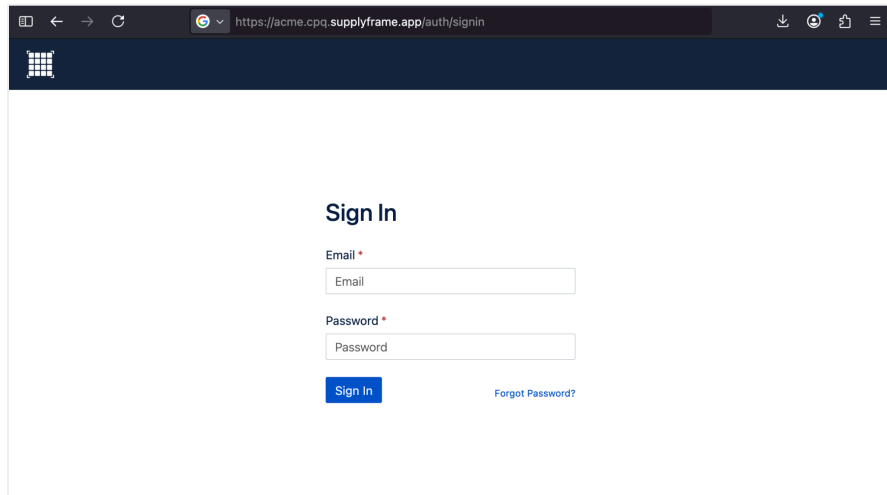 https://acme.cpq.supplyframe.app/auth/signin
Sign In
Email *
Email
Password *
Password
Sign In
Forgot Password?